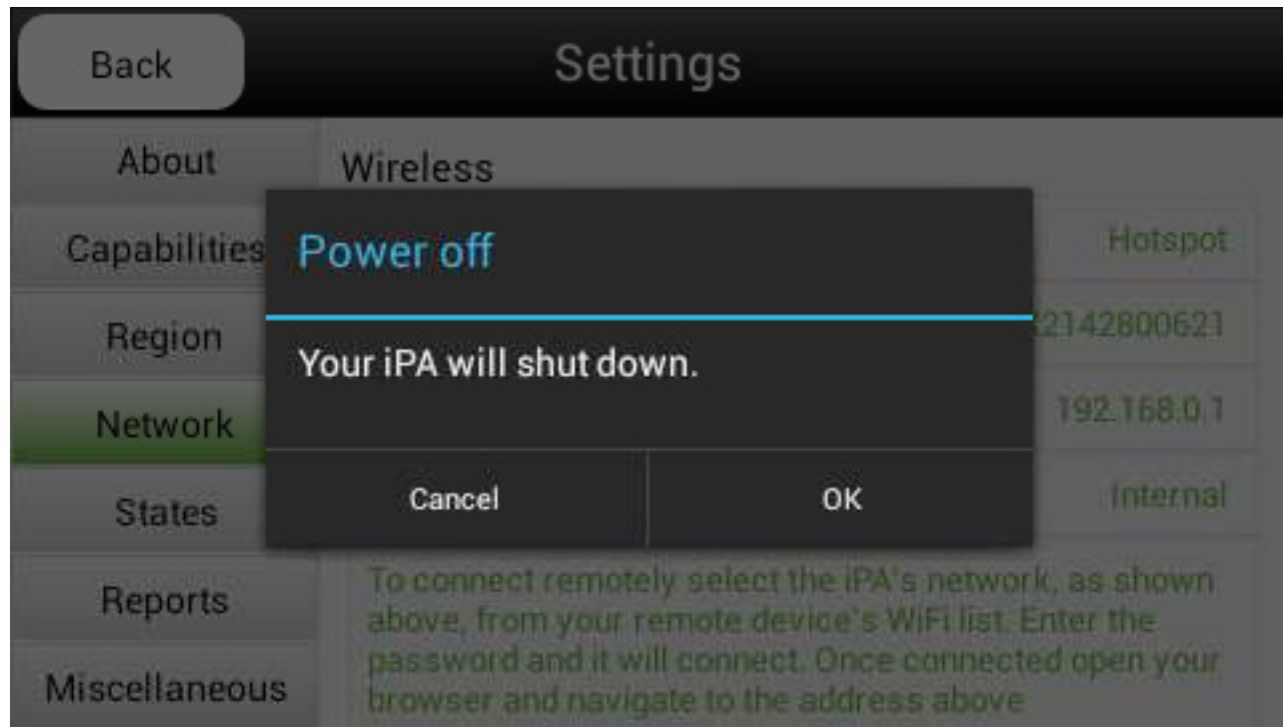 Back
Settings
About
Wireless
Capabilities
Power off
Hotspot
Region
2142800621
Your iPA will shut down.
Network
192.168.0.1
States
Cancel
OK
Internal
Reports
To connect remotely select the iPA's network, as shown
above, from your remote device's WiFi list. Enter the
password and it will connect. Once connected open your
browser and navigate to the address above
Miscellaneous